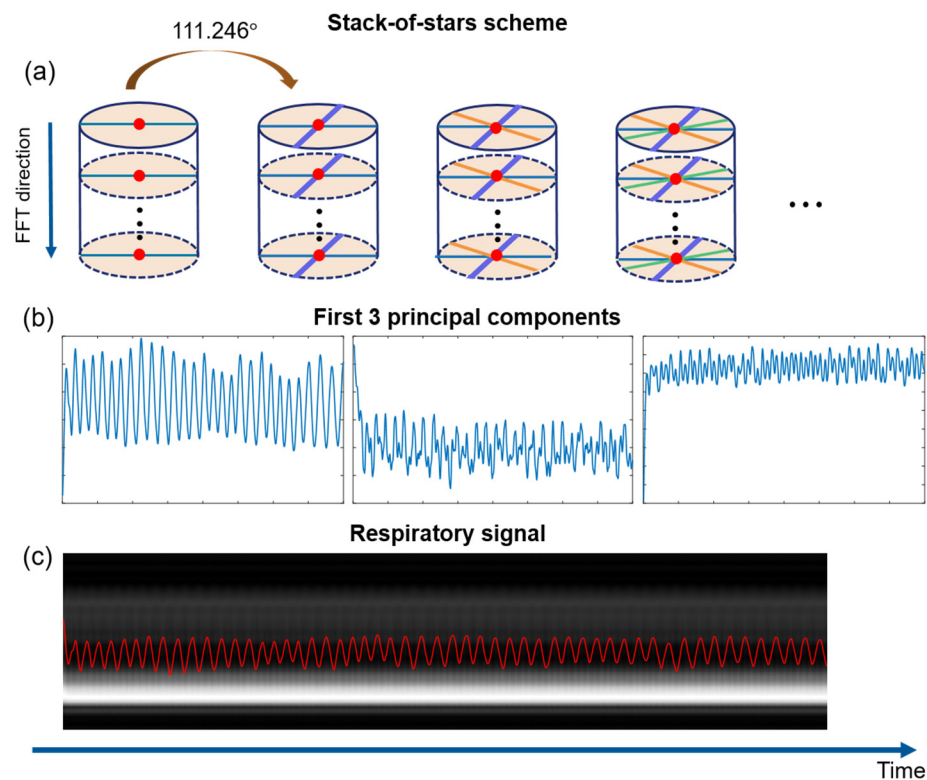 Stack-of-stars scheme
111.246°
(a)
FFT direction
(b)
First 3 principal components
Respiratory signal
(c)
Time